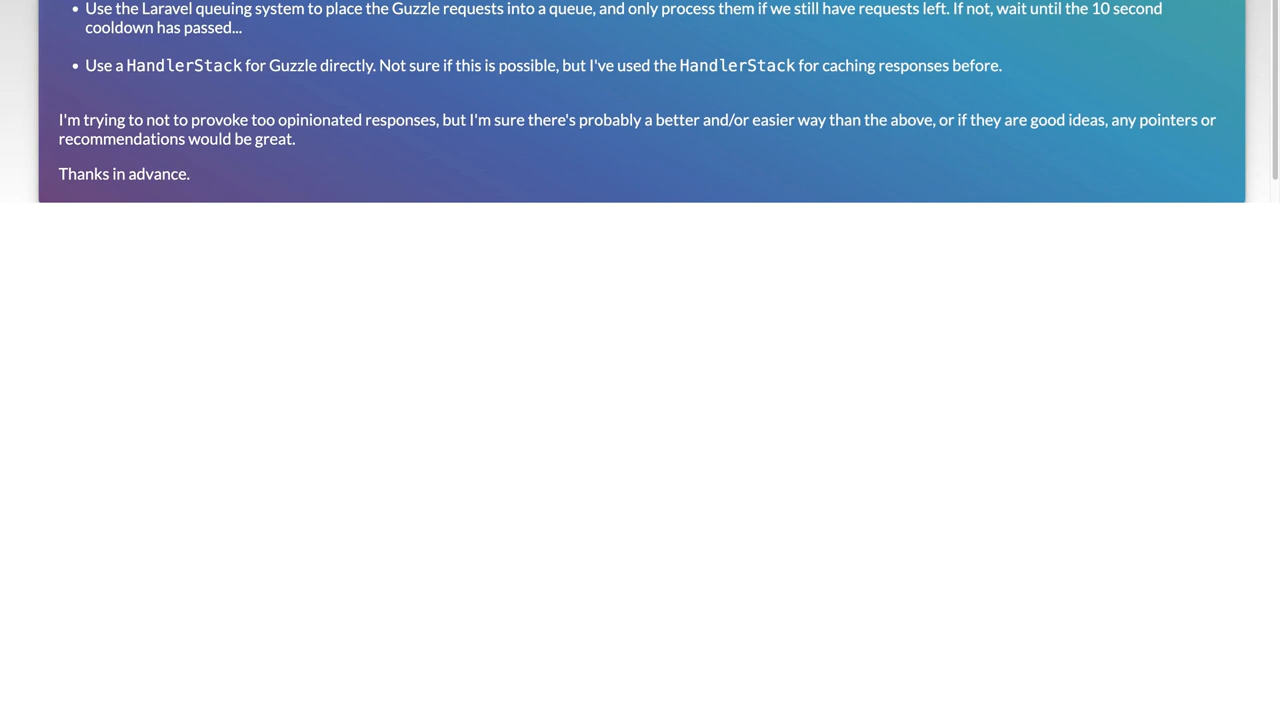 • Use the Laravel queuing system to place the Guzzle requests into a queue, and only process them if we still have requests left. If not, wait until the 10 second
cooldown has passed...
• Use a HandlerStack for Guzzle directly. Not sure if this is possible, but I've used the HandlerStack for caching responses before.
I'm trying to not to provoke too opinionated responses, but I'm sure there's probably a better and/or easier way than the above, or if they are good ideas, any pointers or
recommendations would be great.
Thanks in advance.